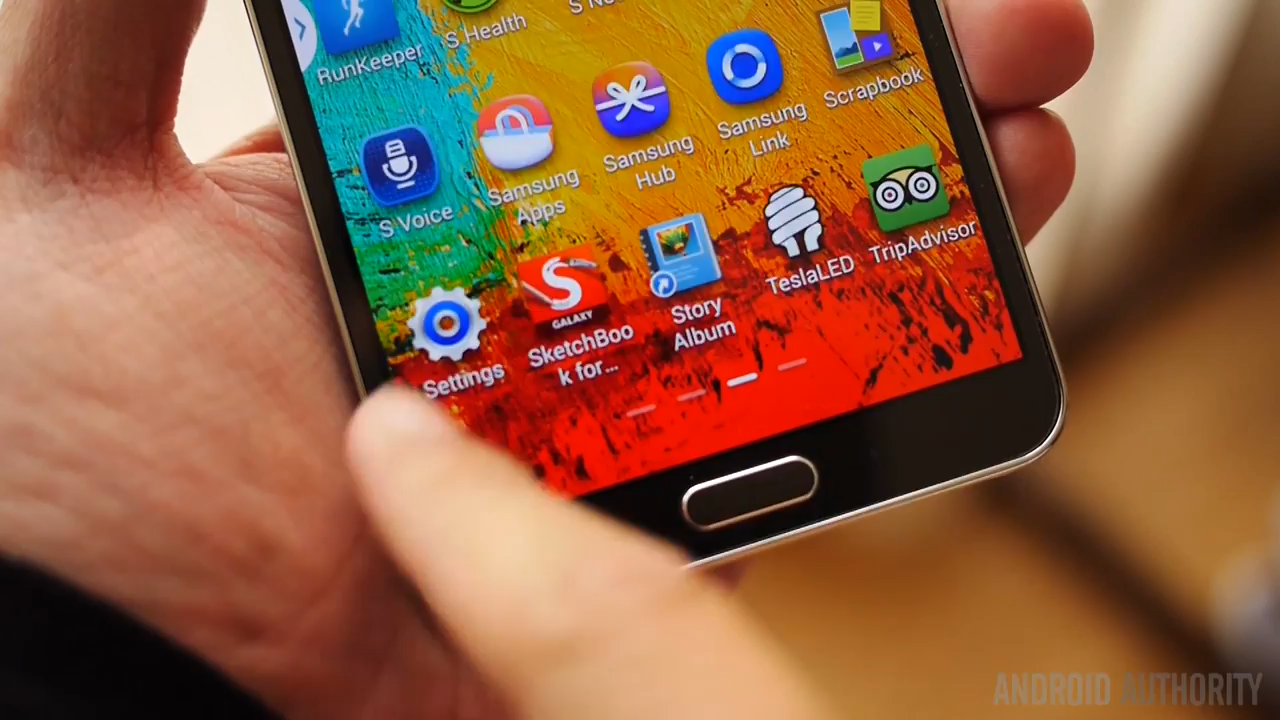 RunKeeper
S Health
S No
S Voice
Samsung
Apps
Samsung
Hub
Samsung
Link
Scrapbook
Settings
S
GALAXY
SketchBoo
k for...
Story
Album
TeslaLED
TripAdvisor
ANDROID AUTHORITY